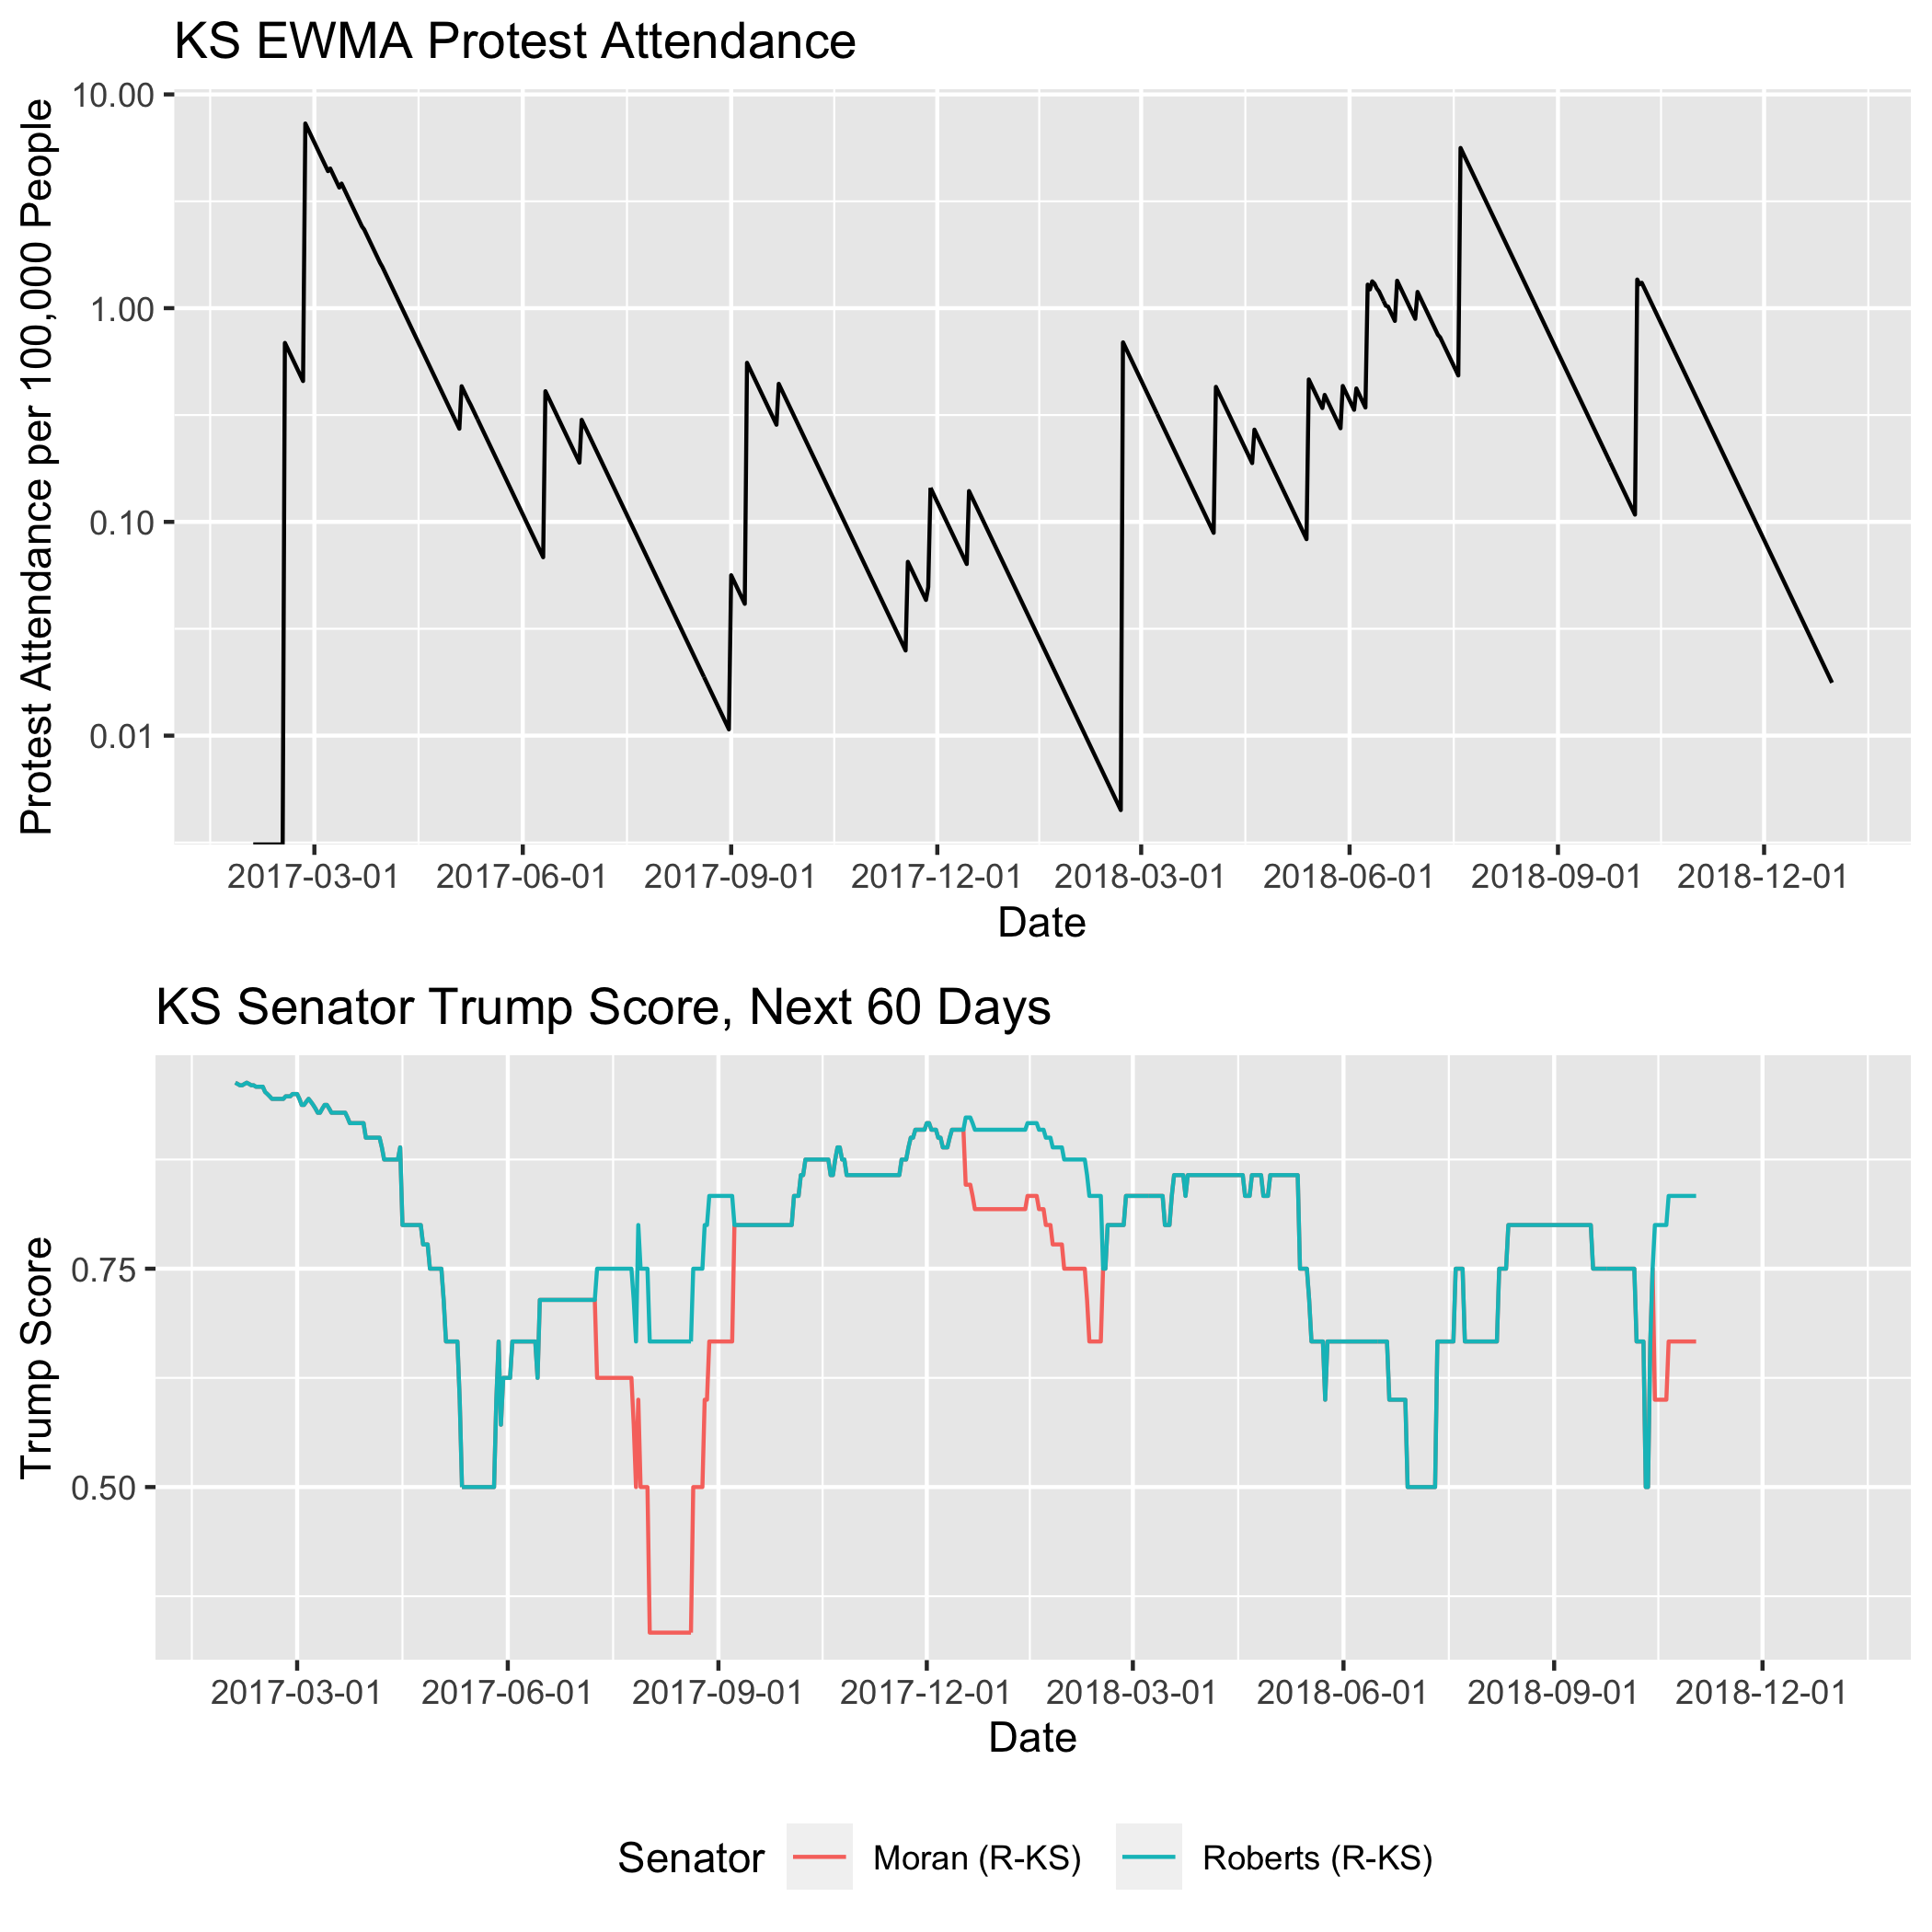 KS EWMA Protest Attendance
Protest Attendance per 100,000 People
10.00
1.00
0.10
0.01
2017-03-01 2017-06-01 2017-09-01 2017-12-01 2018-03-01 2018-06-01 2018-09-01 2018-12-01
Date
KS Senator Trump Score, Next 60 Days
Trump Score
0.75
0.50
2017-03-01 2017-06-01 2017-09-01 2017-12-01 2018-03-01 2018-06-01 2018-09-01 2018-12-01
Date
Senator Moran (R-KS) Roberts (R-KS)